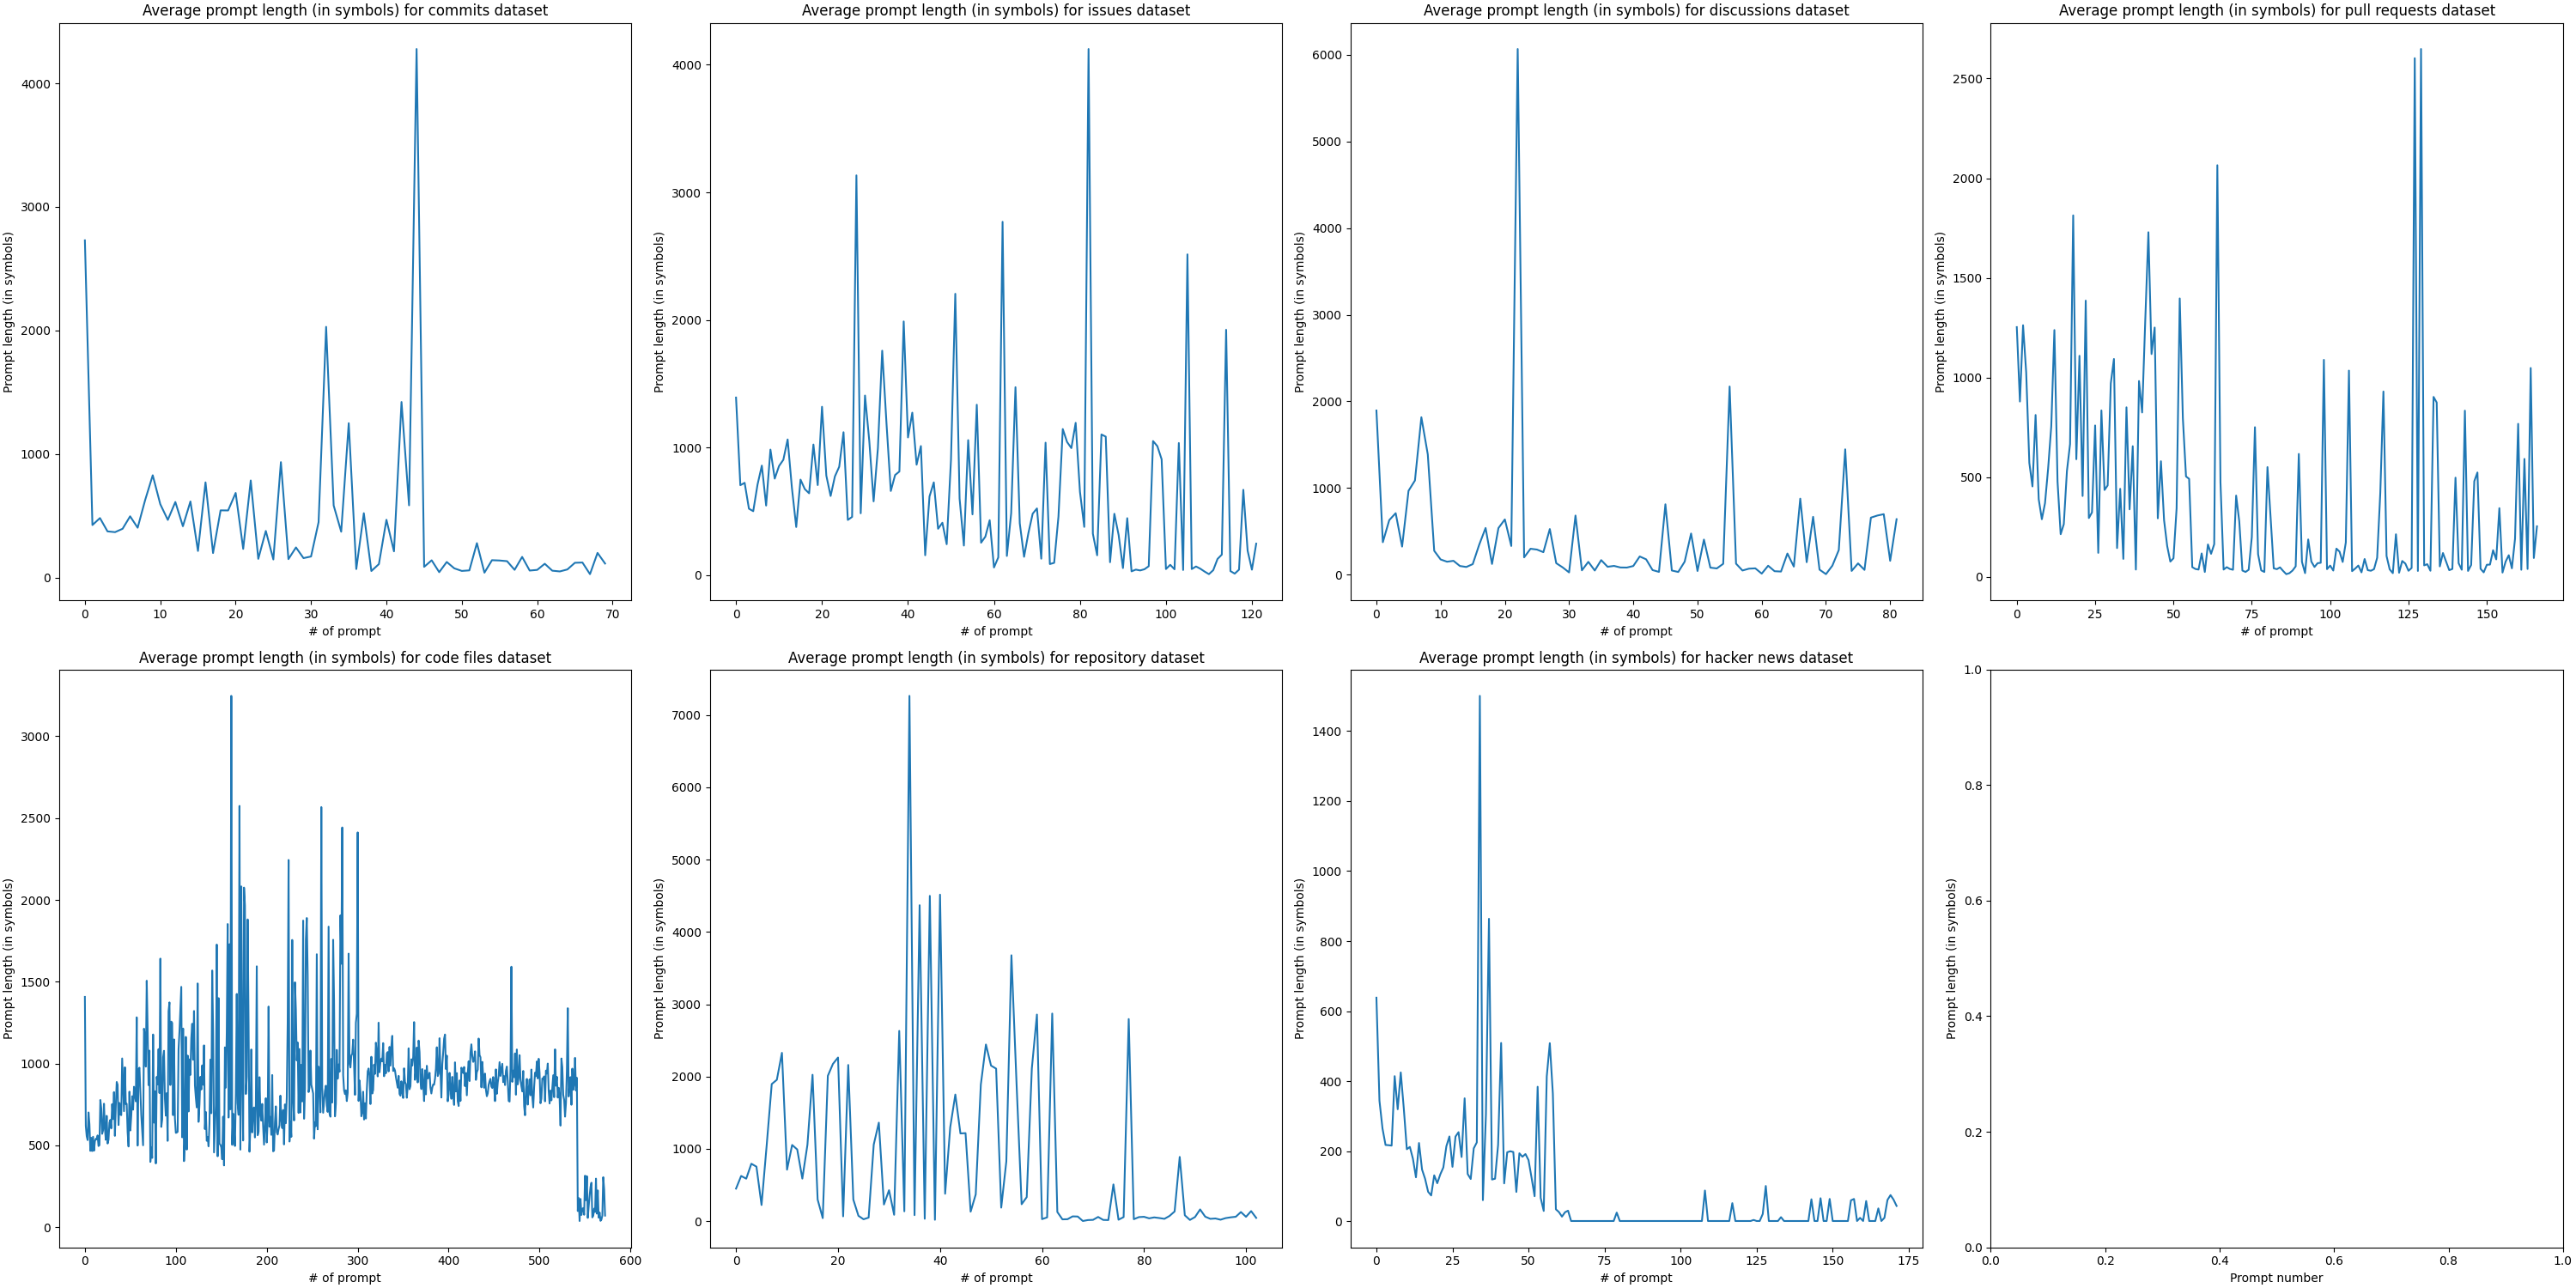 Average prompt length (in symbols) for commits dataset
Prompt length (in symbols)
4000
3000
2000
1000
0
0 10 20 30 40 50 60 70
# of prompt
Average prompt length (in symbols) for issues dataset
Prompt length (in symbols)
4000
3000
2000
1000
0
0 20 40 60 80 100 120
# of prompt
Average prompt length (in symbols) for discussions dataset
Prompt length (in symbols)
6000
5000
4000
3000
2000
1000
0
0 10 20 30 40 50 60 70 80
# of prompt
Average prompt length (in symbols) for pull requests dataset
Prompt length (in symbols)
2500
2000
1500
1000
500
0
0 25 50 75 100 125 150
# of prompt
Average prompt length (in symbols) for code files dataset
Prompt length (in symbols)
3000
2500
2000
1500
1000
500
0
0 100 200 300 400 500 600
# of prompt
Average prompt length (in symbols) for repository dataset
Prompt length (in symbols)
7000
6000
5000
4000
3000
2000
1000
0
0 20 40 60 80 100
# of prompt
Average prompt length (in symbols) for hacker news dataset
Prompt length (in symbols)
1400
1200
1000
800
600
400
200
0
0 25 50 75 100 125 150 175
# of prompt
Prompt length (in symbols)
1.0
0.8
0.6
0.4
0.2
0.0
0.0 0.2 0.4 0.6 0.8 1.0
Prompt number